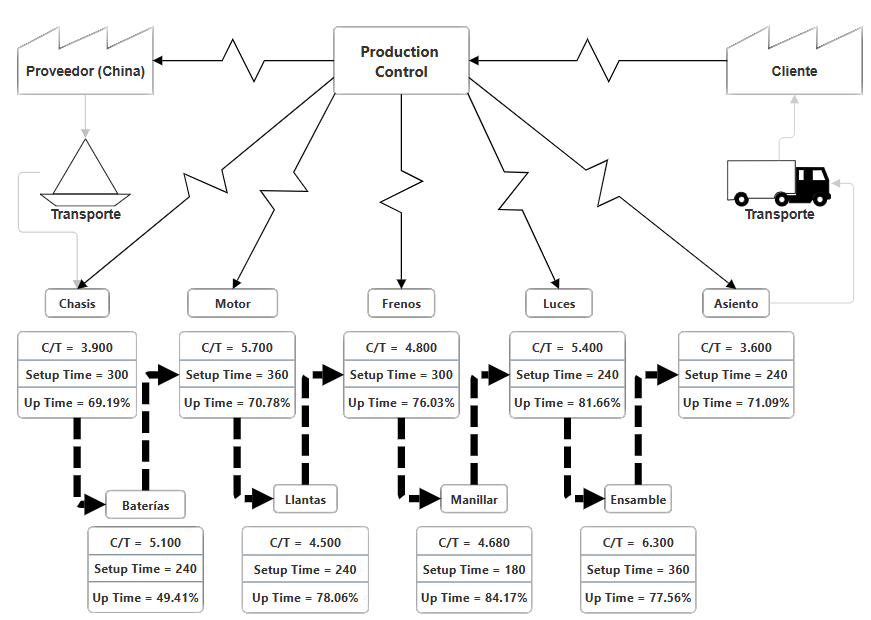 Production
Control
Proveedor (China)
Cliente
Transporte
Transporte
Chasis
Motor
Frenos
Luces
Asiento
C/T = 3.900
Setup Time = 300
Up Time = 69.19%
C/T = 5.700
Setup Time = 360
Up Time = 70.78%
C/T = 4.800
Setup Time = 300
Up Time = 76.03%
C/T = 5.400
Setup Time = 240
Up Time = 81.66%
C/T = 3.600
Setup Time = 240
Up Time = 71.09%
Baterías
Llantas
Manillar
Ensamble
C/T = 5.100
Setup Time = 240
Up Time = 49.41%
C/T = 4.500
Setup Time = 240
Up Time = 78.06%
C/T = 4.680
Setup Time = 180
Up Time = 84.17%
C/T = 6.300
Setup Time = 360
Up Time = 77.56%